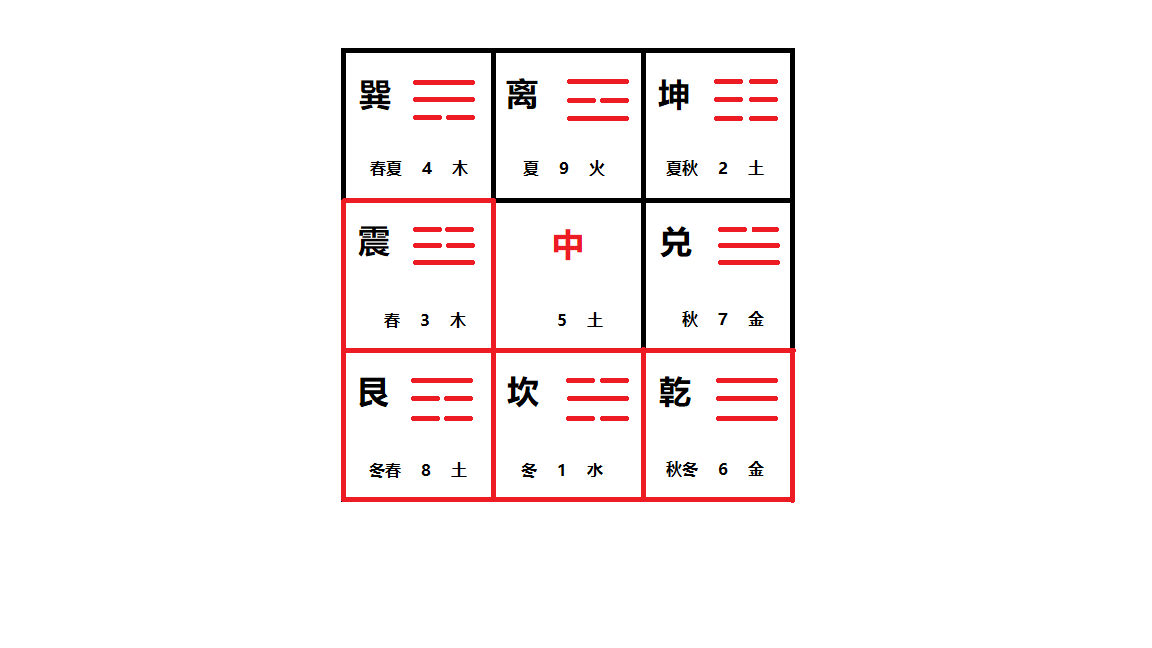 巽 离 坤
春夏 4 木 夏 9 火 夏秋 2 土
震 中 兑
春 3 木 5 土 秋 7 金
艮 坎 乾
冬春 8 土 冬 1 水 秋冬 6 金